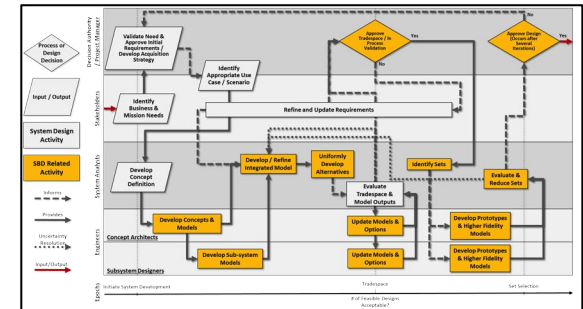 Process or
Design
Decision
Input / Output
System Design
Activity
SBD Related
Activity
Informs
Provides
Uncertainty
Resolution
Input/Output
Decision Authority
/ Project Manager
Stakeholders
System Analysts
Engineers
Epochs
Validate Need &
Approve Initial
Requirements /
Develop Acquisition
Strategy
Identify
Appropriate Use
Case / Scenario
Approve
Tradespace / In
Process
Validation
Yes
No
Approve Design
(Occur after
Several
Iterations)
Yes
No
Identify
Business &
Mission Needs
Refine and Update Requirements
Develop
Concept
Definition
Develop / Refine
Integrated Model
Uniformly
Develop
Alternatives
Identify Sets
Evaluate
Tradespace &
Model Outputs
Evaluate &
Reduce Sets
Develop Concepts &
Models
Update Models &
Options
Develop Prototypes
& Higher Fidelity
Models
Concept Architects
Develop Sub-system
Models
Update Models &
Options
Develop Prototypes
& Higher Fidelity
Models
Subsystem Designers
Initiate System Development
Tradespace
Set Selection
# of Feasible Designs
Acceptable?